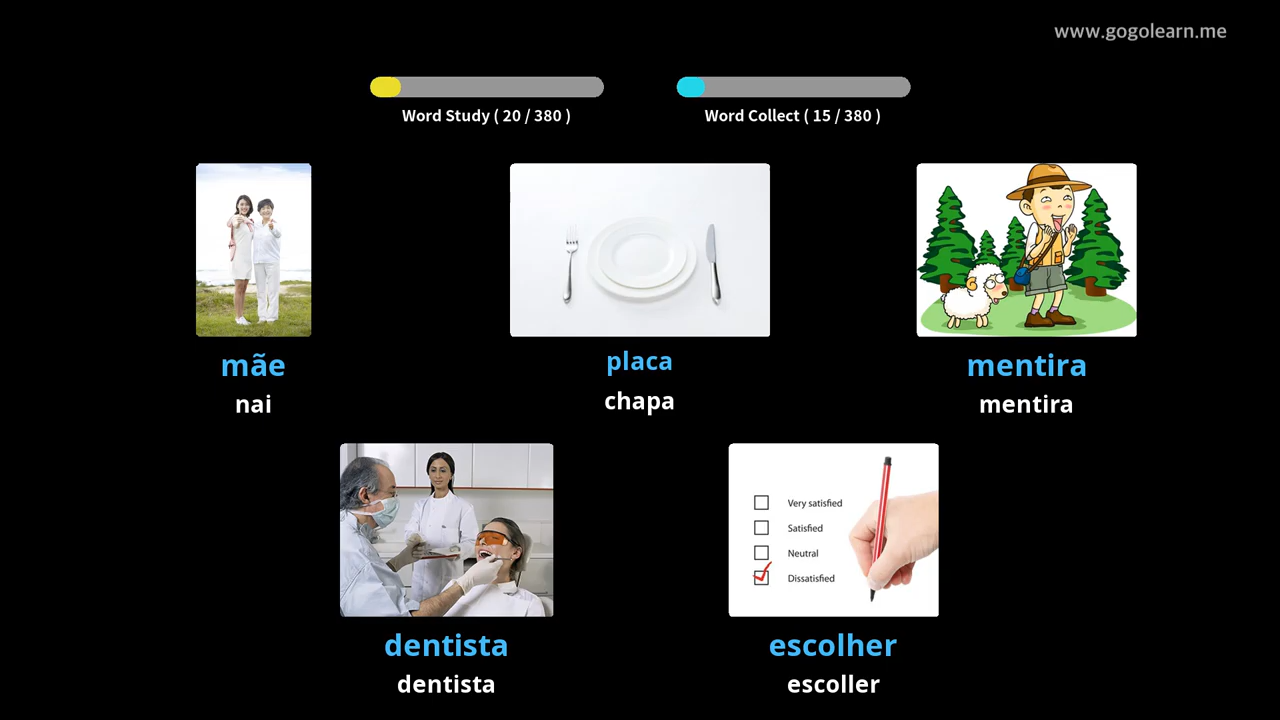 www.gogolearn.me
Word Study ( 20 / 380 )
Word Collect ( 15 / 380 )
mãe
nai
placa
chapa
mentira
mentira
Very satisfied
Satisfied
Neutral
Dissatisfied
dentista
dentista
escolher
escoller